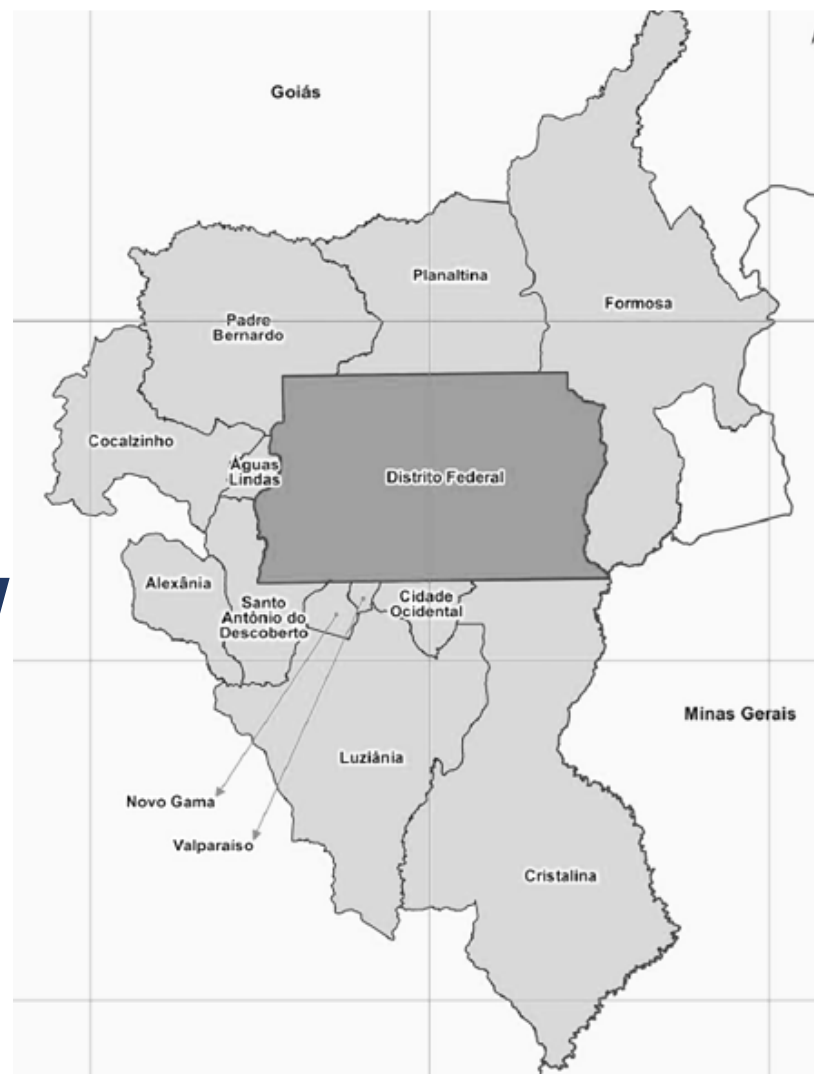 Goiás
Planaltina
Formosa
Padre
Bernardo
Cocalzinho
Águas
Lindas
Distrito Federal
Alexânia
Santo
Antônio do
Descoberto
Cidade
Ocidental
Minas Gerais
Luziânia
Novo Gama
Valparaiso
Cristalina